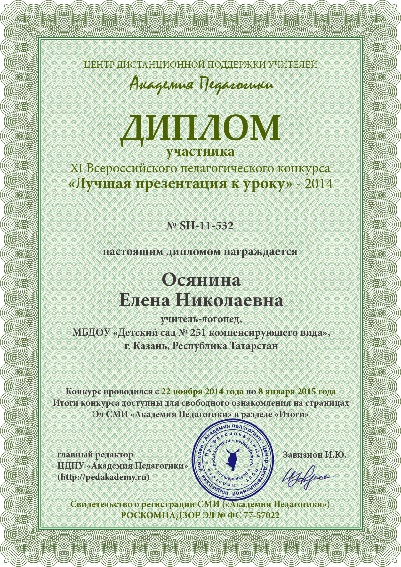 ЦЕНТР ДИСТАНЦИОННОЙ ПОДДЕРЖКИ УЧИТЕЛЕЙ
Академия Педагогики
ДИПЛОМ
участника
XI Всероссийского педагогического конкурса
«Лучшая презентация к уроку» - 2014
№ SH-11-532
настоящим дипломом награждается
Осянина
Елена Николаевна
учитель-логопед,
МБДОУ «Детский сад № 251 компенсирующего вида»,
г. Казань, Республика Татарстан
Конкурс проводился с 22 ноября 2014 года по 8 января 2015 года
Итоги конкурса доступны для свободного ознакомления на страницах
Эл СМИ «Академия Педагогики» в разделе «Итоги»
главный редактор
ЦДПУ «Академия Педагогики»
(http://pedakademy.ru)
Завизион И.Ю.
Свидетельство о регистрации СМИ («Академия Педагогики»)
РОСКОМНАДЗОР ЭЛ № ФС 77-57022